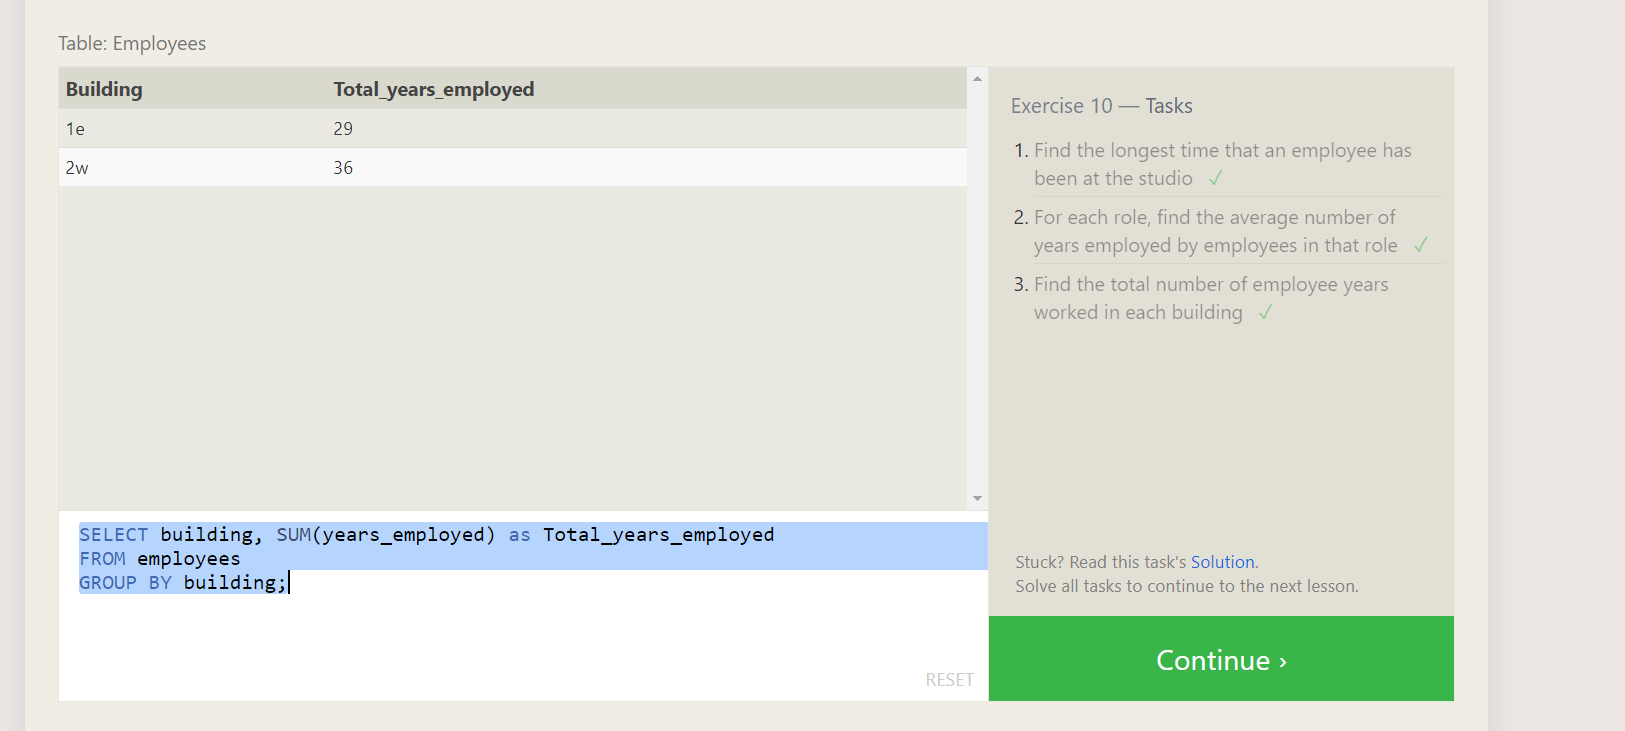 Table: Employees
Building Total_years_employed
1e 29
2w 36
SELECT building, SUM(years_employed) as Total_years_employed
FROM employees
GROUP BY building;
RESET
Exercise 10 — Tasks
1. Find the longest time that an employee has
been at the studio ✓
2. For each role, find the average number of
years employed by employees in that role ✓
3. Find the total number of employee years
worked in each building ✓
Stuck? Read this task's Solution.
Solve all tasks to continue to the next lesson.
Continue ›